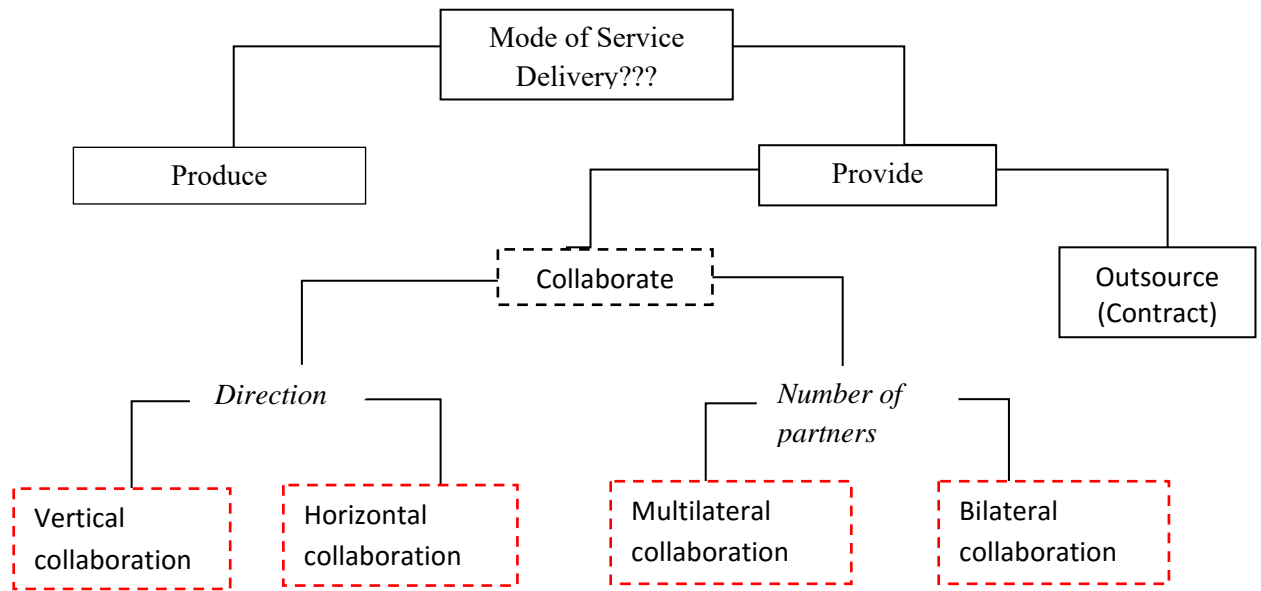 Mode of Service
Delivery???
Produce
Provide
Collaborate
Outsource
(Contract)
Direction
Number of
partners
Vertical
collaboration
Horizontal
collaboration
Multilateral
collaboration
Bilateral
collaboration